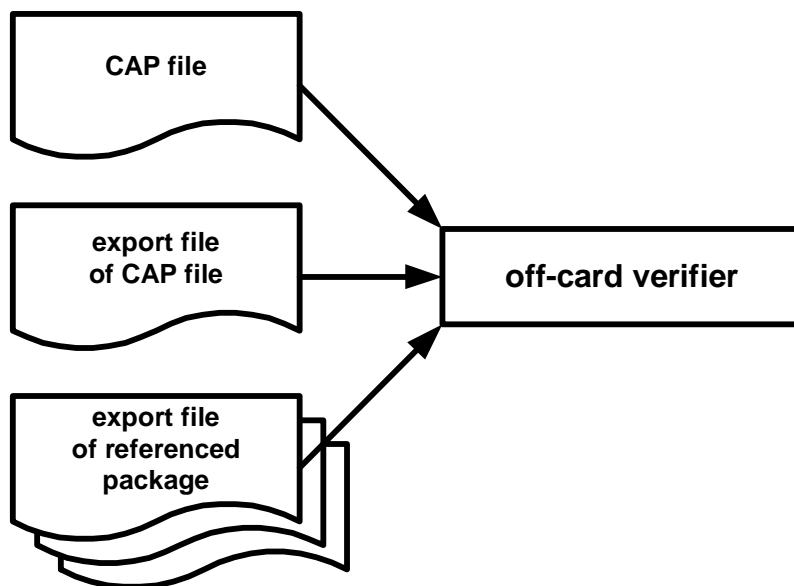 CAP file
export file
of CAP file
off-card verifier
export file
of referenced
package